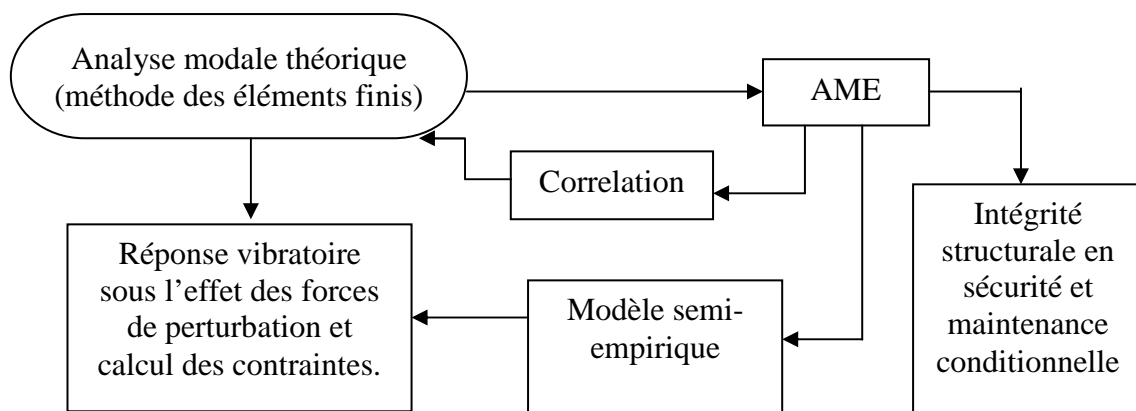 Analyse modale théorique
(méthode des éléments finis)
AME
Correlation
Réponse vibratoire
sous l’effet des forces
de perturbation et
calcul des contraintes.
Modèle semi-
empirique
Intégrité
structurale en
sécurité et
maintenance
conditionnelle